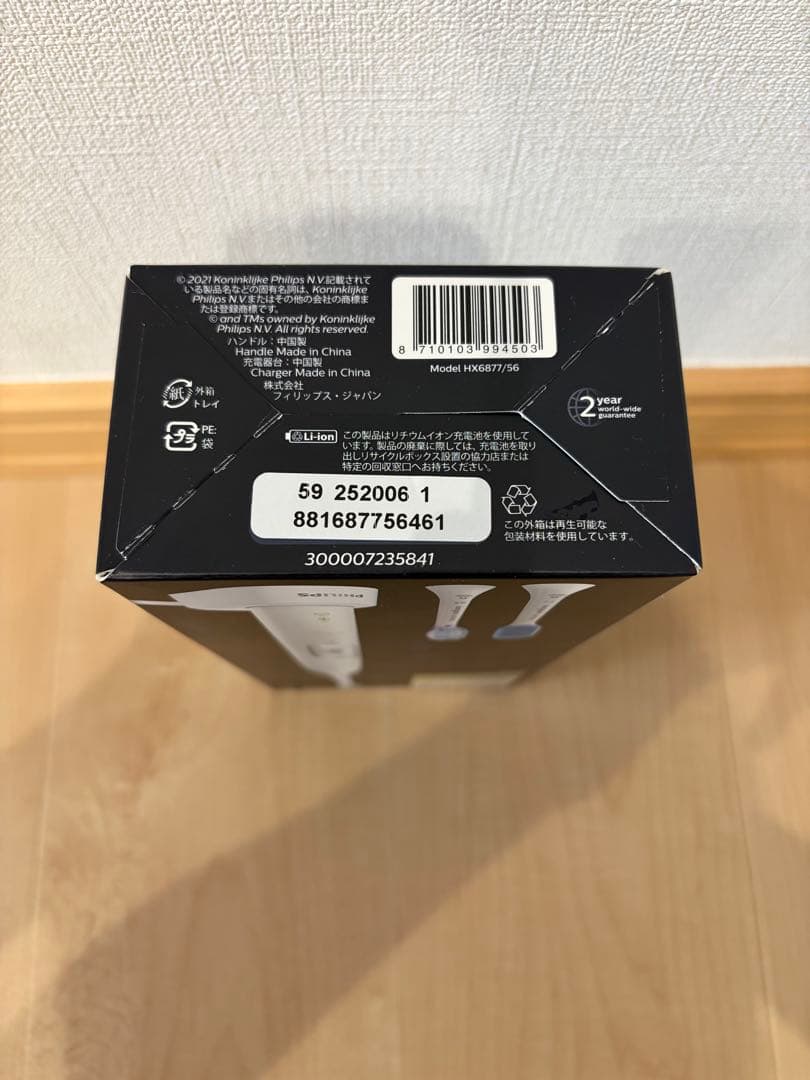 © 2021 Koninklijke Philips N.V.記載されて
いる製品名などの固有名詞は、Koninklijke
Philips N.V.またはその他の会社の商標ま
たは登録商標です。
© and TMs owned by Koninklijke
Philips N.V. All rights reserved.
ハンドル：中国製
Handle Made in China
充電器台：中国製
Charger Made in China
株式会社
フィリップス・ジャパン
8 710103 994503
Model HX6877/56
紙
外箱
トレイ
プラ
PE:
袋
2 year
world-wide
guarantee
Li-ion
この製品はリチウムイオン充電池を使用して
います。製品の廃棄に際しては、充電池を取り
出しリサイクルボックス設置の協力店または
特定の回収窓口へお持ちください。
59 252006 1
881687756461
この外箱は再生可能な
包装材料を使用しています。
300007235841
PHILIPS